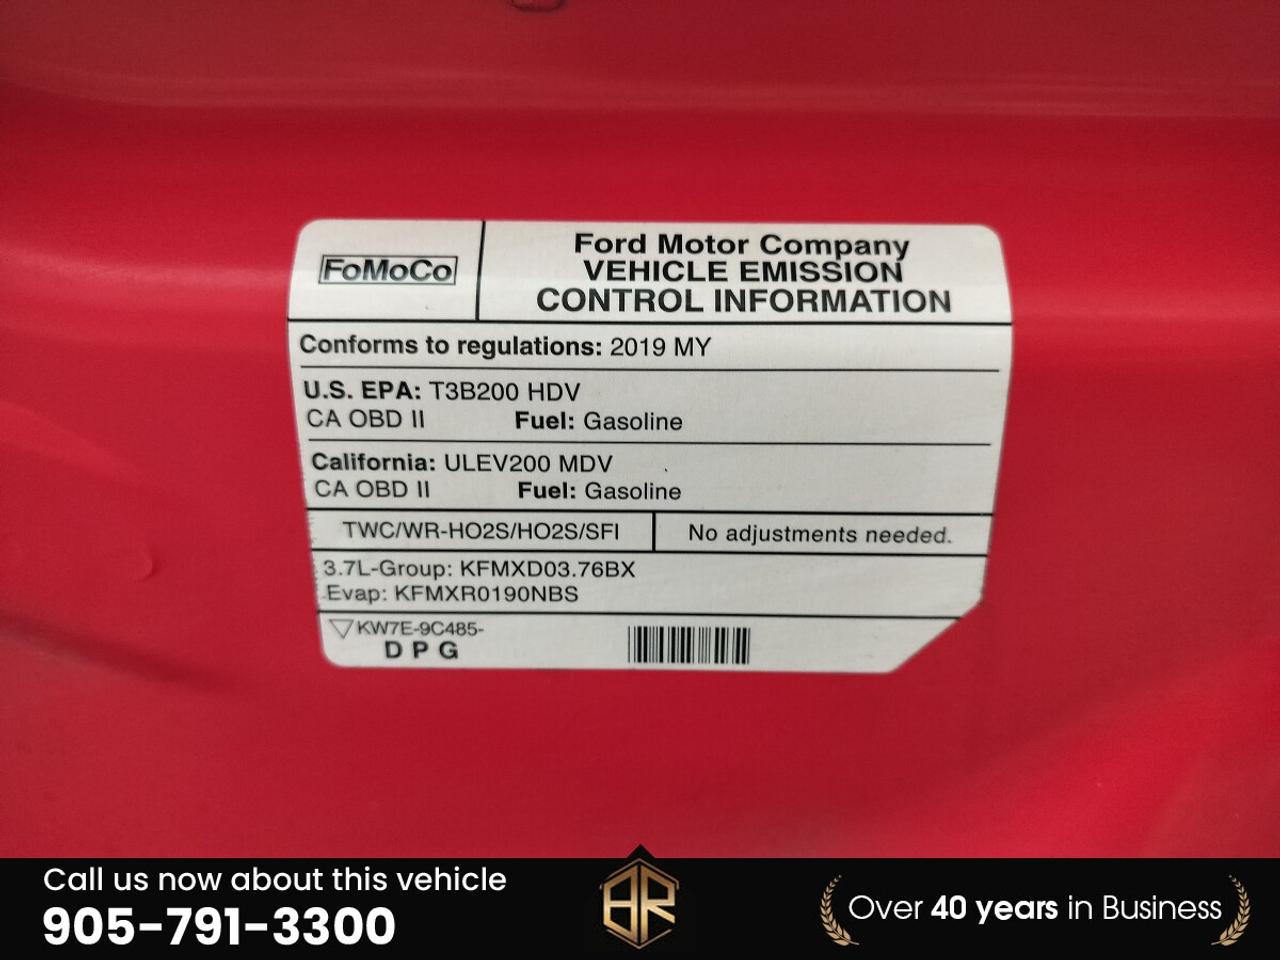 FoMoCo
Ford Motor Company
VEHICLE EMISSION
CONTROL INFORMATION
Conforms to regulations: 2019 MY
U.S. EPA: T3B200 HDV
CA OBD II Fuel: Gasoline
California: ULEV200 MDV
CA OBD II Fuel: Gasoline
TWC/WR-HO2S/HO2S/SFI No adjustments needed.
3.7L-Group: KFMXD03.76BX
Evap: KFMXR0190NBS
KW7E-9C485-
D P G
Call us now about this vehicle
905-791-3300
BR
Over 40 years in Business